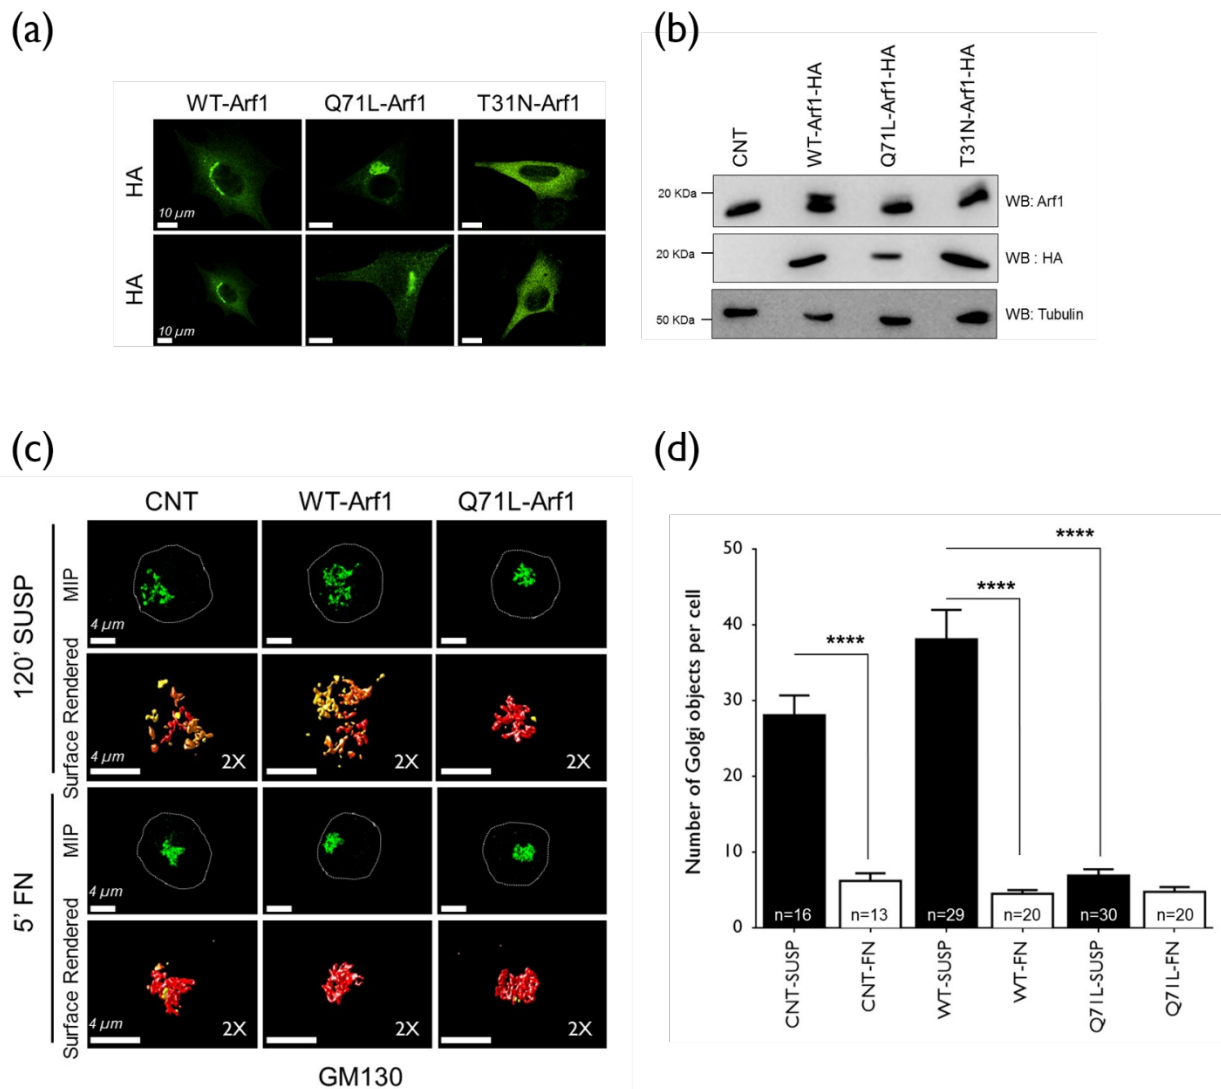 (a)
WT-Arf1 Q71L-Arf1 T31N-Arf1
HA
10 µm
HA
10 µm
(b)
CNT
WT-Arf1-HA
Q71L-Arf1-HA
T31N-Arf1-HA
20 KDa
WB: Arf1
20 KDa
WB : HA
50 KDa
WB: Tubulin
(c)
CNT WT-Arf1 Q71L-Arf1
120' SUSP
MIP
4 µm
Surface Rendered
4 µm
2X 2X 2X
5' FN
MIP
4 µm
Surface Rendered
4 µm
2X 2X 2X
GM130
(d)
Number of Golgi objects per cell
50
40
30
20
10
0
****
****
****
n=16 n=13 n=29 n=20 n=30 n=20
CNT-SUSP
CNT-FN
WT-SUSP
WT-FN
Q71L-SUSP
Q71L-FN